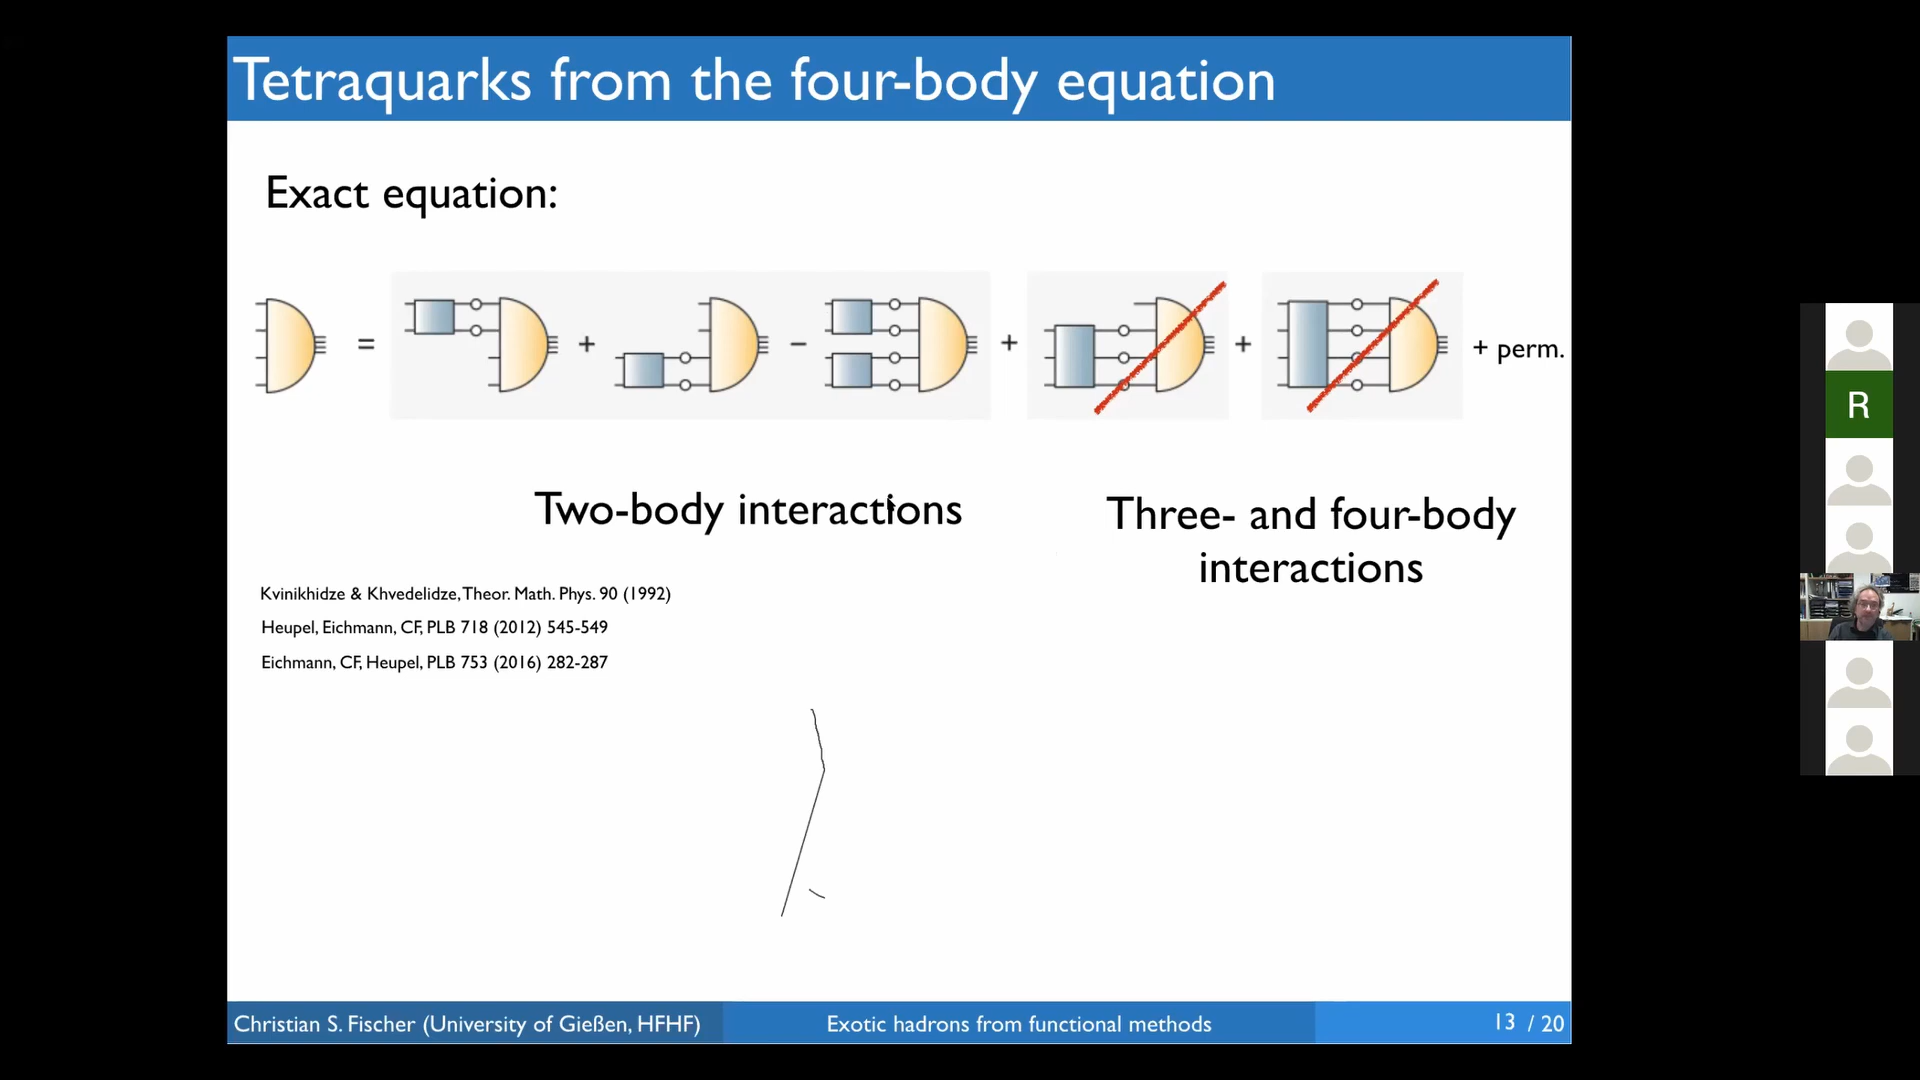 Tetraquarks from the four-body equation
Exact equation:
= + − + + + perm.
Two-body interactions
Three- and four-body
interactions
Kvinikhidze & Khvedelidze, Theor. Math. Phys. 90 (1992)
Heupel, Eichmann, CF, PLB 718 (2012) 545-549
Eichmann, CF, Heupel, PLB 753 (2016) 282-287
R
Christian S. Fischer (University of Gießen, HFHF) Exotic hadrons from functional methods 13 / 20